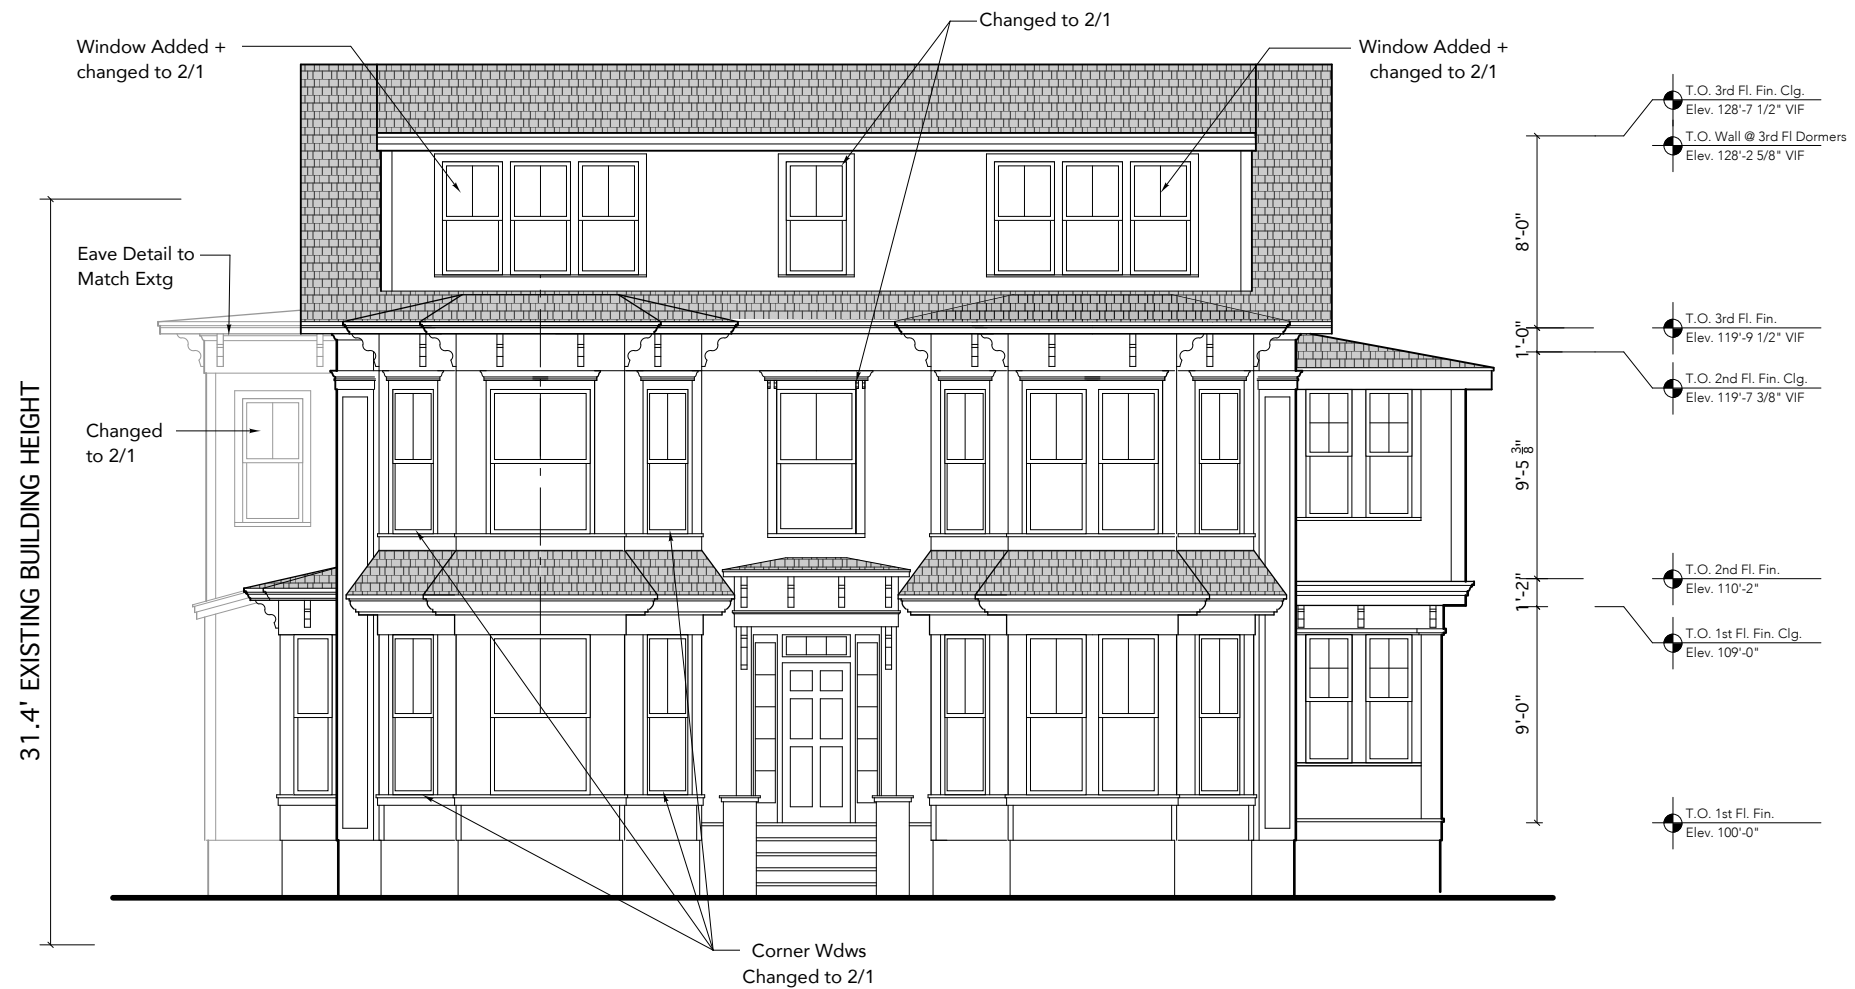 Changed to 2/1
Window Added +
changed to 2/1
Window Added +
changed to 2/1
T.O. 3rd Fl. Fin. Clg.
Elev. 128'-7 1/2" VIF
T.O. Wall @ 3rd Fl Dormers
Elev. 128'-2 5/8" VIF
8'-0"
Eave Detail to
Match Extg
T.O. 3rd Fl. Fin.
Elev. 119'-9 1/2" VIF
1'-0"
T.O. 2nd Fl. Fin. Clg.
Elev. 119'-7 3/8" VIF
Changed
to 2/1
9'-5 3/8"
31.4' EXISTING BUILDING HEIGHT
T.O. 2nd Fl. Fin.
Elev. 110'-2"
1'-2"
T.O. 1st Fl. Fin. Clg.
Elev. 109'-0"
9'-0"
T.O. 1st Fl. Fin.
Elev. 100'-0"
Corner Wdws
Changed to 2/1